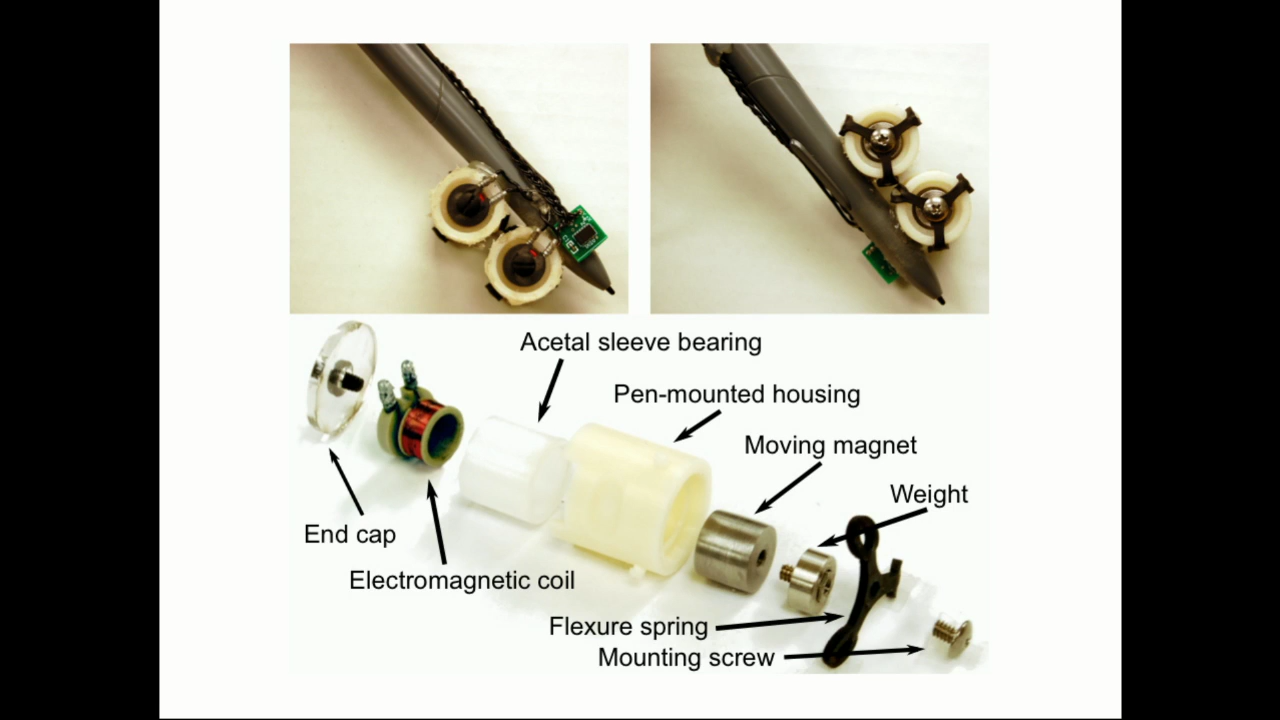 Acetal sleeve bearing
Pen-mounted housing
Moving magnet
Weight
End cap
Electromagnetic coil
Flexure spring
Mounting screw